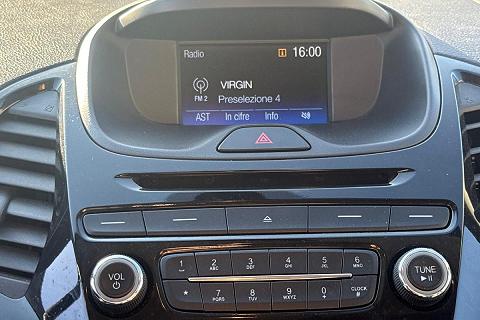 Radio
i 16:00
VIRGIN
FM 2
Preselezione 4
AST In cifre Info
VOL
1 2 ABC 3 DEF 4 GHI 5 JKL 6 MNO
* 7 PQRS 8 TUV 9 WXYZ 0 + # CLOCK
TUNE